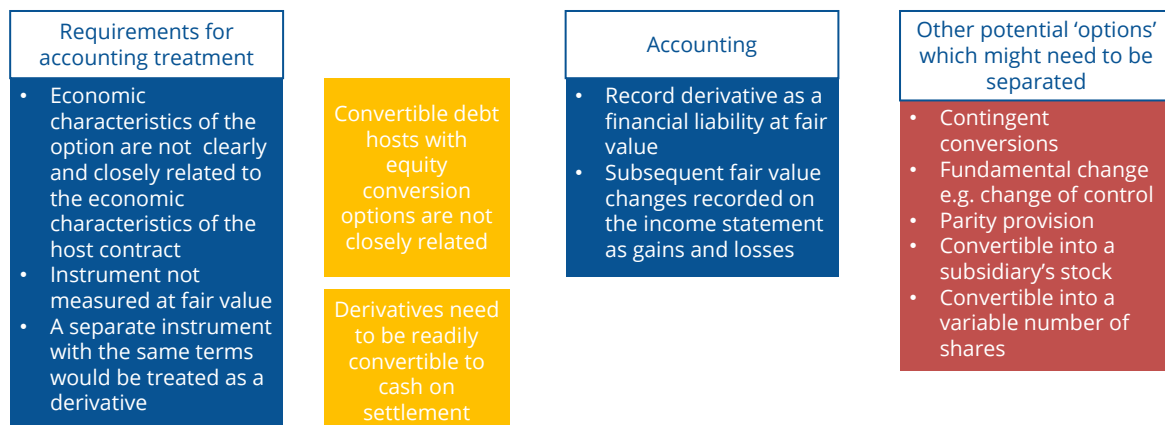 Requirements for
accounting treatment
• Economic
characteristics of the
option are not clearly
and closely related to
the economic
characteristics of the
host contract
• Instrument not
measured at fair value
• A separate instrument
with the same terms
would be treated as a
derivative
Convertible debt
hosts with
equity
conversion
options are not
closely related
Derivatives need
to be readily
convertible to
cash on
settlement
Accounting
• Record derivative as a
financial liability at fair
value
• Subsequent fair value
changes recorded on
the income statement
as gains and losses
Other potential ‘options’
which might need to be
separated
• Contingent
conversions
• Fundamental change
e.g. change of control
• Parity provision
• Convertible into a
subsidiary’s stock
• Convertible into a
variable number of
shares